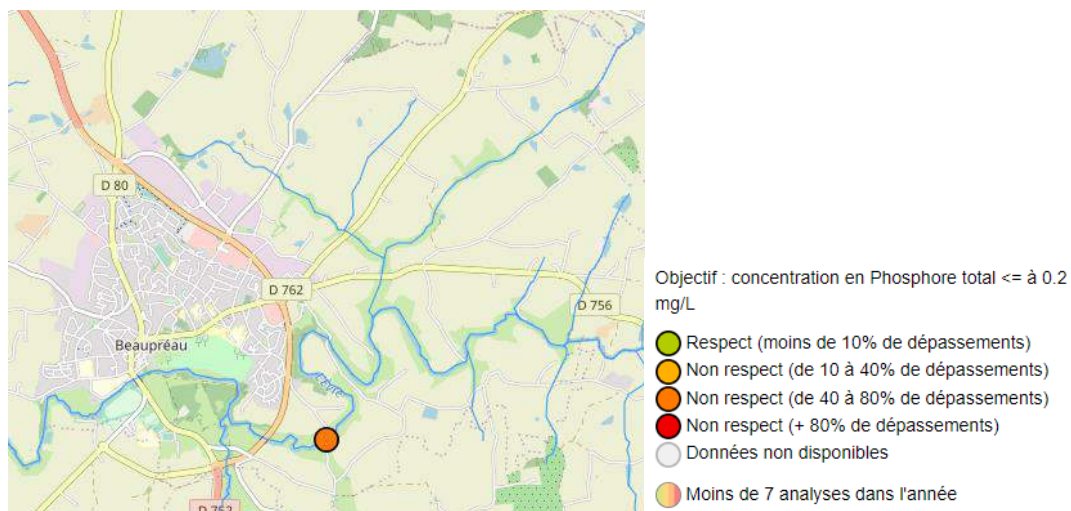 D 80
D 762
D 756
Beaupréau
Èvre
D 752
Objectif : concentration en Phosphore total <= à 0.2
mg/L
Respect (moins de 10% de dépassements)
Non respect (de 10 à 40% de dépassements)
Non respect (de 40 à 80% de dépassements)
Non respect (+ 80% de dépassements)
Données non disponibles
Moins de 7 analyses dans l'année